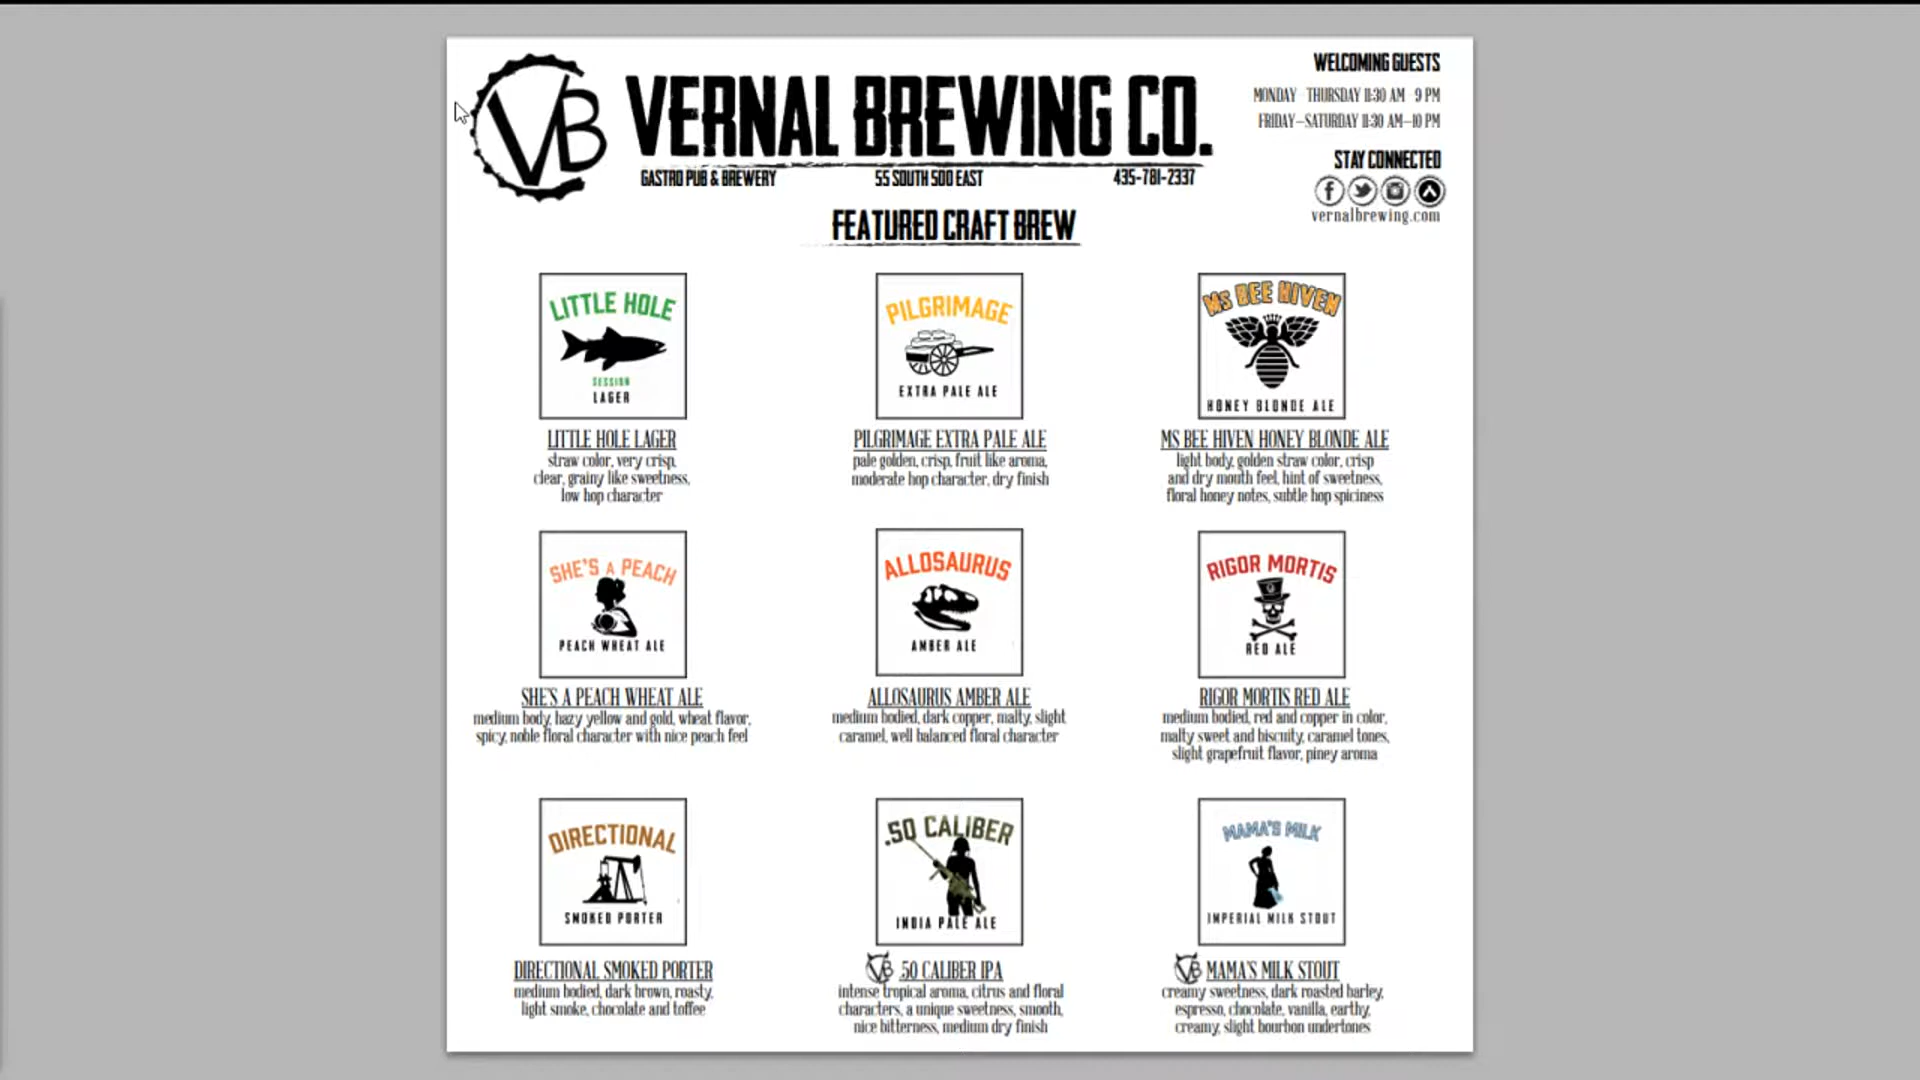 VB
VERNAL BREWING CO.
GASTRO PUB & BREWERY
55 SOUTH 500 EAST
435-781-2337
WELCOMING GUESTS
MONDAY THURSDAY 11:30 AM 9 PM
FRIDAY–SATURDAY 11:30 AM–10 PM
STAY CONNECTED
vernalbrewing.com
FEATURED CRAFT BREW
LITTLE HOLE
SESSION
LAGER
LITTLE HOLE LAGER
straw color, very crisp,
clear, grainy like sweetness,
low hop character
PILGRIMAGE
EXTRA PALE ALE
PILGRIMAGE EXTRA PALE ALE
pale golden, crisp, fruit like aroma,
moderate hop character, dry finish
MS BEE HIVEN
HONEY BLONDE ALE
MS BEE HIVEN HONEY BLONDE ALE
light body, golden straw color, crisp
and dry mouth feel, hint of sweetness,
floral honey notes, subtle hop spiciness
SHE'S A PEACH
PEACH WHEAT ALE
SHE'S A PEACH WHEAT ALE
medium body, hazy yellow and gold, wheat flavor,
spicy, noble floral character with nice peach feel
ALLOSAURUS
AMBER ALE
ALLOSAURUS AMBER ALE
medium bodied, dark copper, malty, slight
caramel, well balanced floral character
RIGOR MORTIS
RED ALE
RIGOR MORTIS RED ALE
medium bodied, red and copper in color,
malty sweet and biscuity, caramel tones,
slight grapefruit flavor, piney aroma
DIRECTIONAL
SMOKED PORTER
DIRECTIONAL SMOKED PORTER
medium bodied, dark brown, roasty,
light smoke, chocolate and toffee
.50 CALIBER
INDIA PALE ALE
VB .50 CALIBER IPA
intense tropical aroma, citrus and floral
characters, a unique sweetness, smooth,
nice bitterness, medium dry finish
MAMA'S MILK
IMPERIAL MILK STOUT
VB MAMA'S MILK STOUT
creamy sweetness, dark roasted barley,
espresso, chocolate, vanilla, earthy,
creamy, slight bourbon undertones